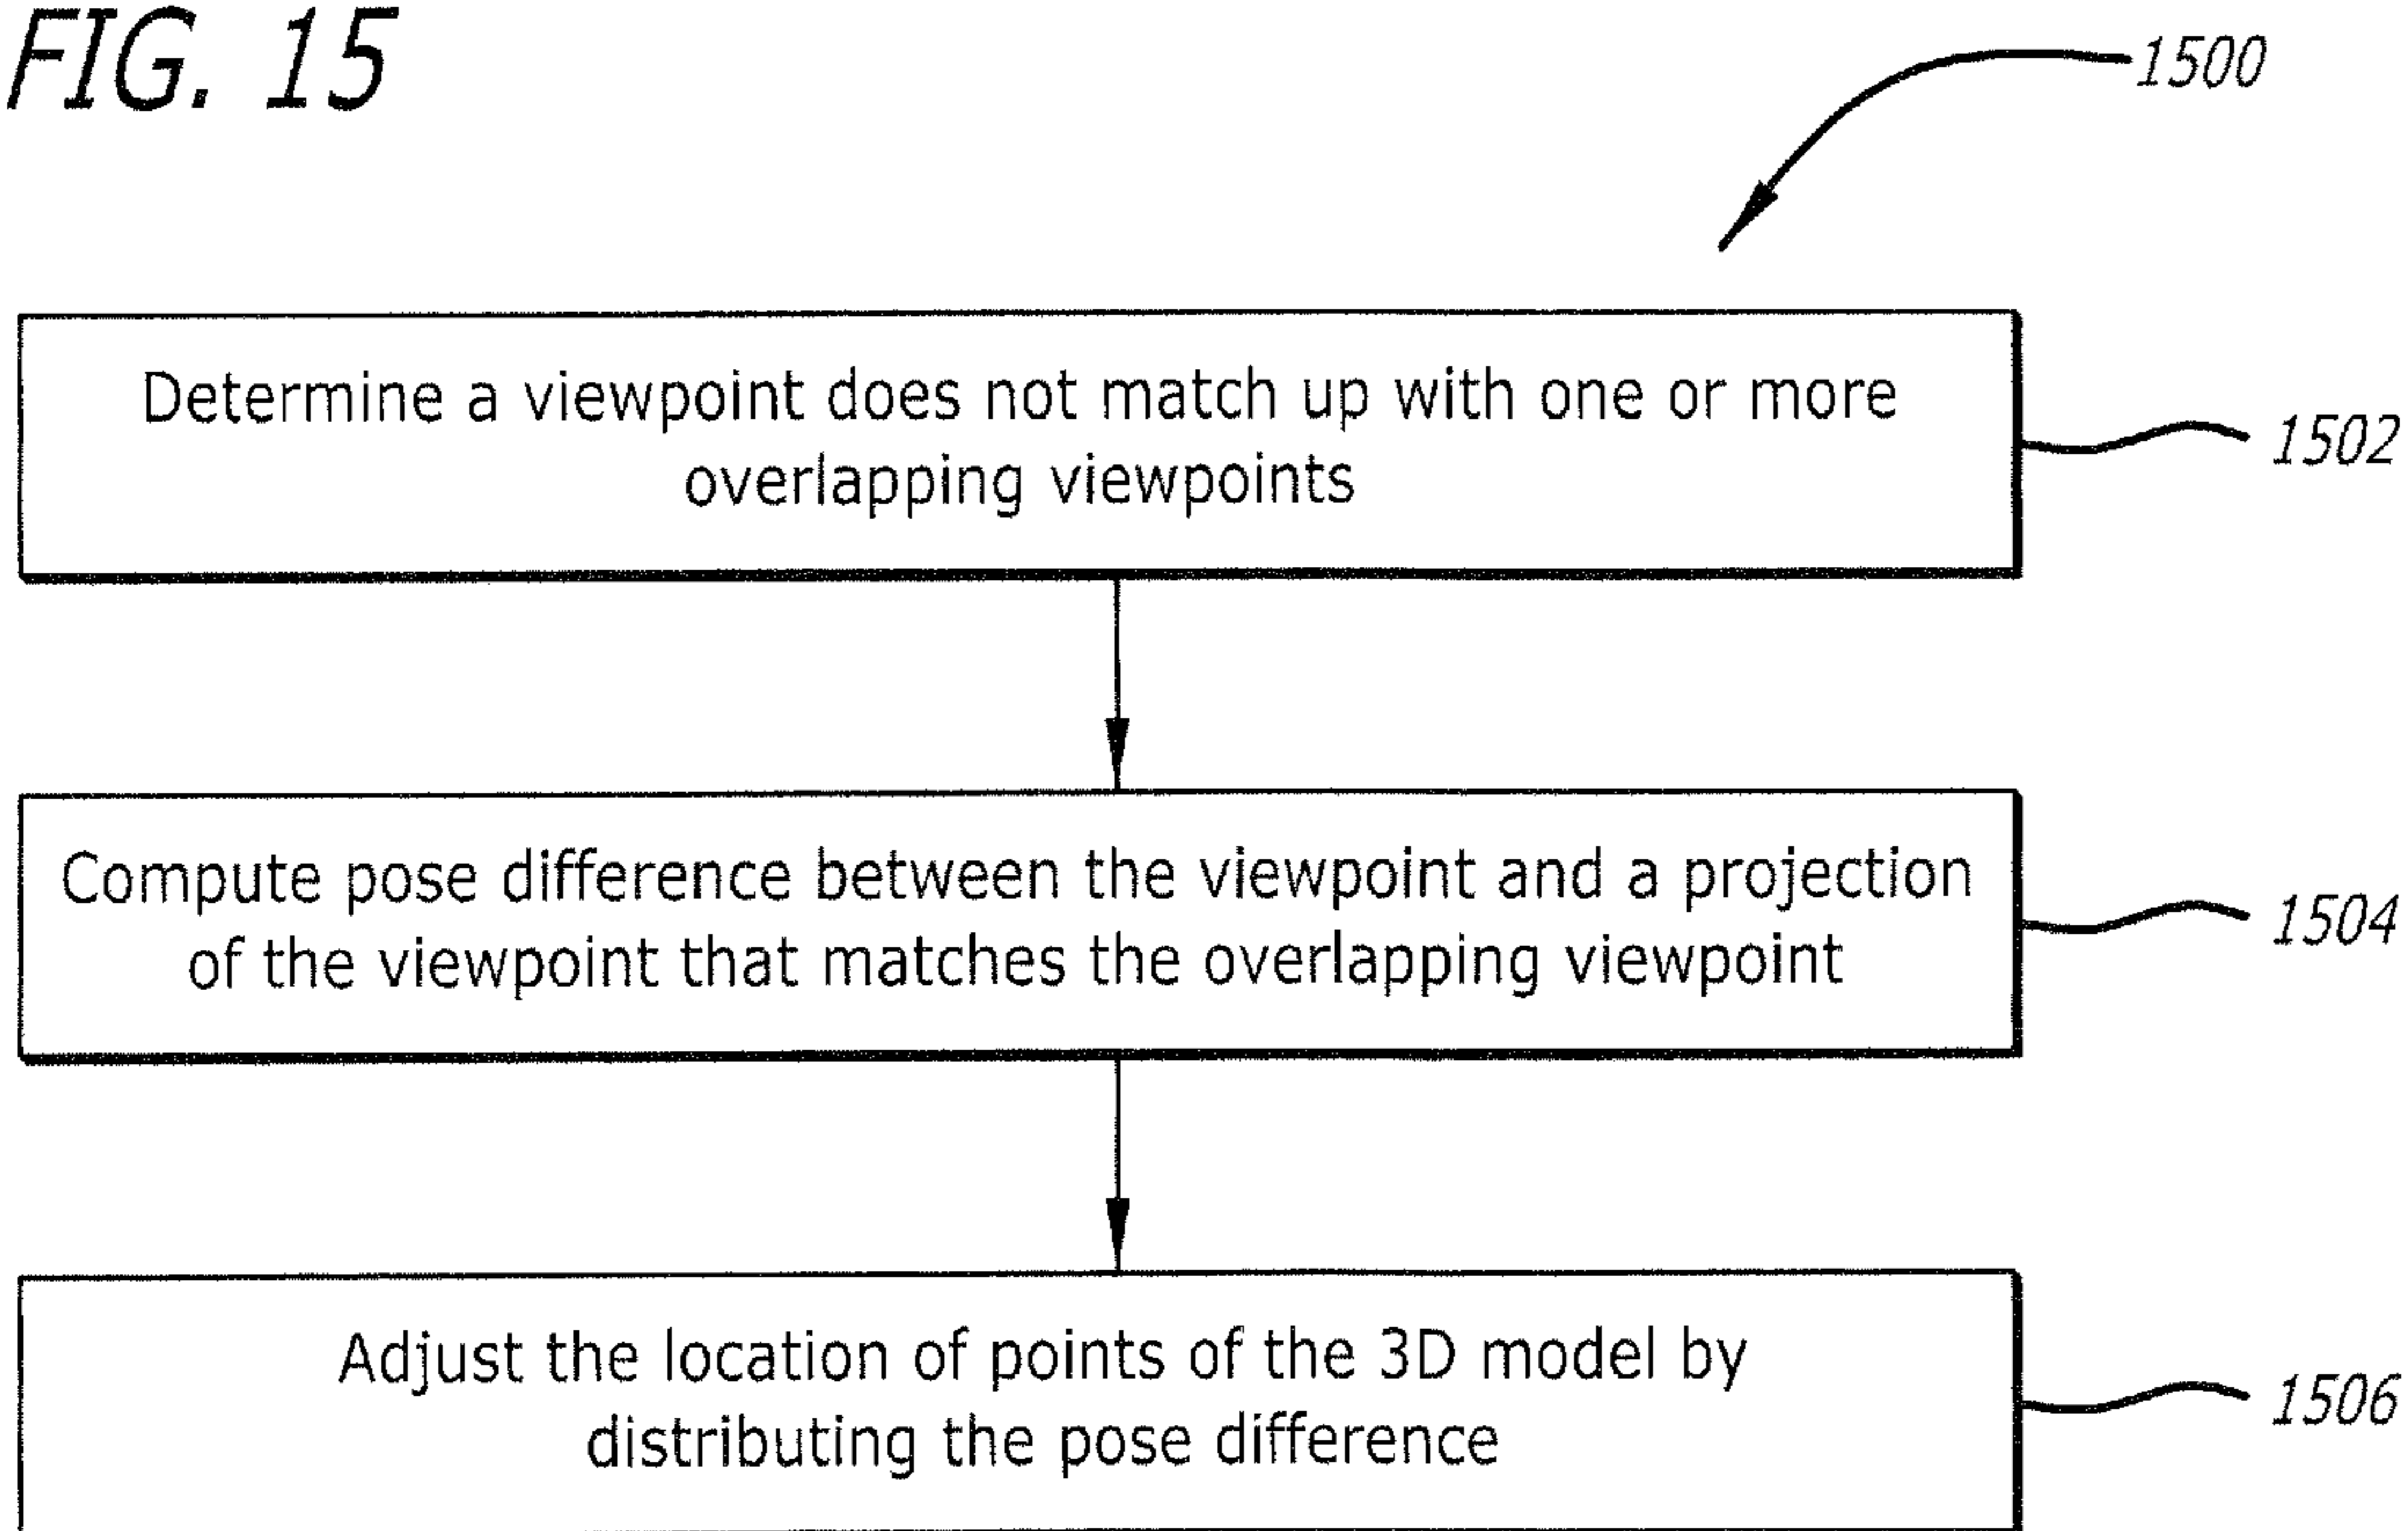 FIG. 15
1500
Determine a viewpoint does not match up with one or more
overlapping viewpoints
1502
Compute pose difference between the viewpoint and a projection
of the viewpoint that matches the overlapping viewpoint
1504
Adjust the location of points of the 3D model by
distributing the pose difference
1506